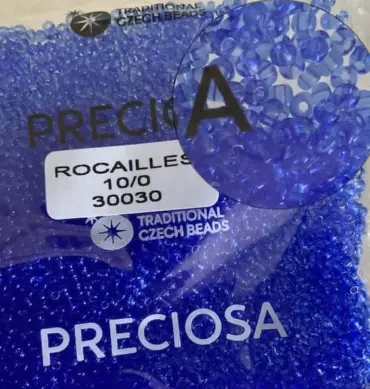 TRADITIONAL
CZECH BEADS
PRECIOSA
ROCAILLES
10/0
30030
TRADITIONAL
CZECH BEADS
PRECIOSA